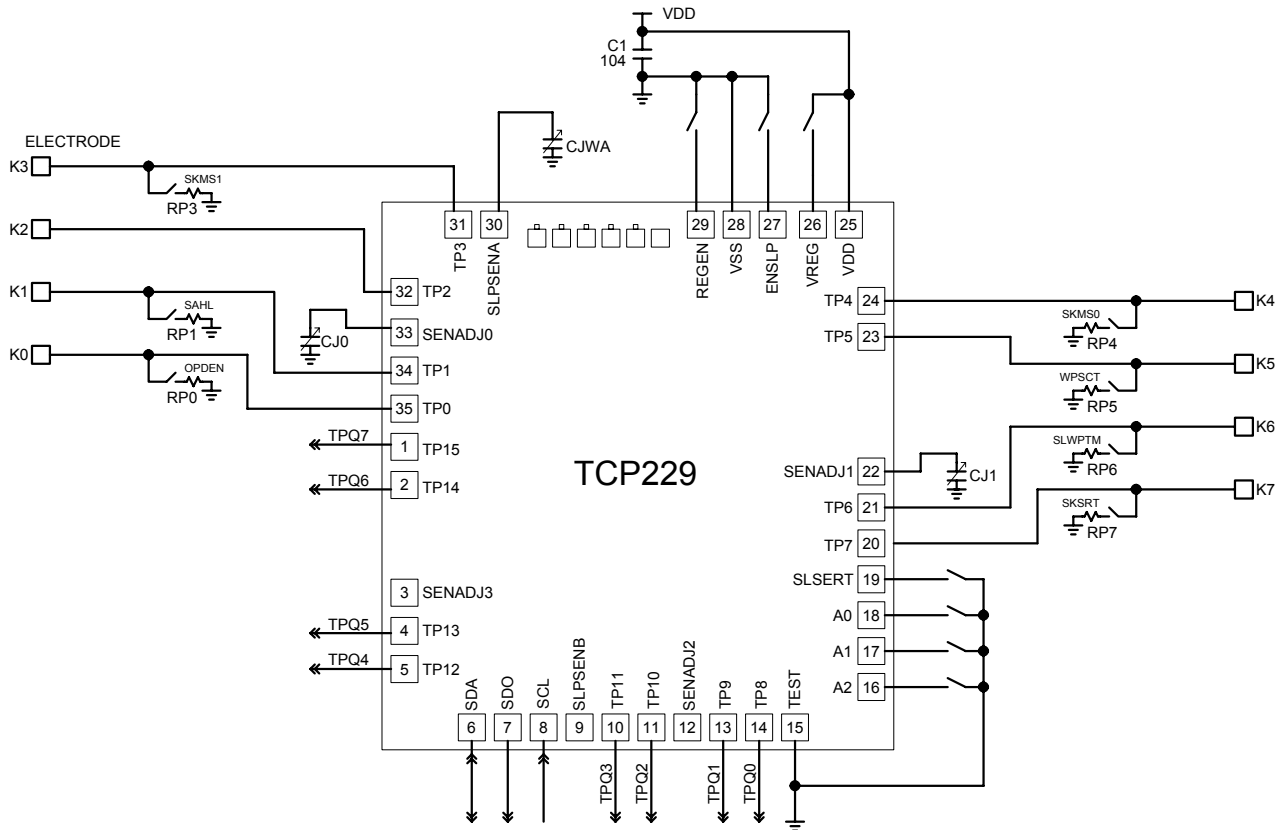 VDD
C1
104
CJWA
ELECTRODE
K3
SKMS1
RP3
K2
K1
SAHL
RP1
K0
OPDEN
RP0
CJ0
31
TP3
30
SLPSENA
29
REGEN
28
VSS
27
ENSLP
26
VREG
25
VDD
32 TP2
33 SENADJ0
34 TP1
35 TP0
TPQ7 1 TP15
TPQ6 2 TP14
3 SENADJ3
TPQ5 4 TP13
TPQ4 5 TP12
TCP229
TP4 24
K4
SKMS0
RP4
TP5 23
K5
WPSCT
RP5
K6
SLWPTM
RP6
SENADJ1 22
CJ1
TP6 21
K7
SKSRT
RP7
TP7 20
SLSERT 19
A0 18
A1 17
A2 16
SDA
6
SDO
7
SCL
8
SLPSENB
9
TP11
10
TPQ3
TP10
11
TPQ2
SENADJ2
12
TP9
13
TPQ1
TP8
14
TPQ0
TEST
15